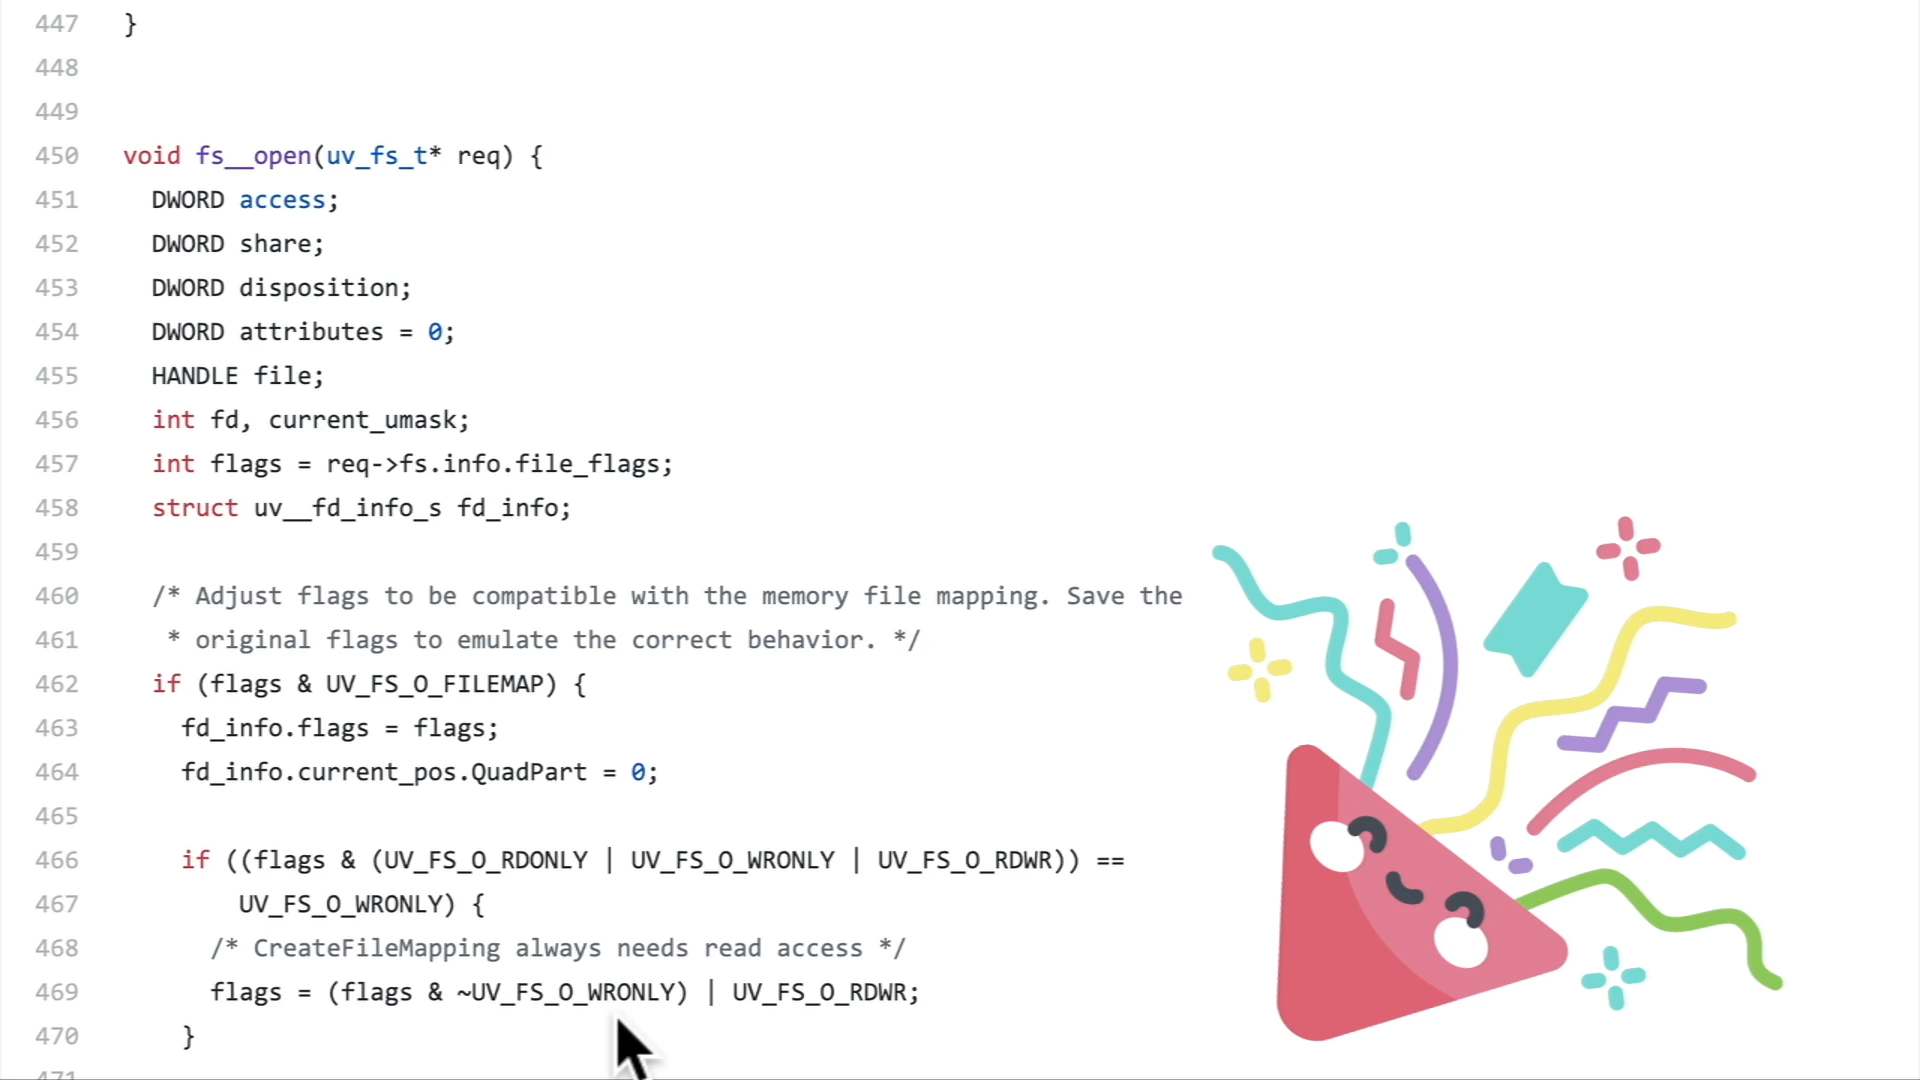 447 }
448
449
450 void fs__open(uv_fs_t* req) {
451 DWORD access;
452 DWORD share;
453 DWORD disposition;
454 DWORD attributes = 0;
455 HANDLE file;
456 int fd, current_umask;
457 int flags = req->fs.info.file_flags;
458 struct uv__fd_info_s fd_info;
459
460 /* Adjust flags to be compatible with the memory file mapping. Save the
461 * original flags to emulate the correct behavior. */
462 if (flags & UV_FS_O_FILEMAP) {
463 fd_info.flags = flags;
464 fd_info.current_pos.QuadPart = 0;
465
466 if ((flags & (UV_FS_O_RDONLY | UV_FS_O_WRONLY | UV_FS_O_RDWR)) ==
467 UV_FS_O_WRONLY) {
468 /* CreateFileMapping always needs read access */
469 flags = (flags & ~UV_FS_O_WRONLY) | UV_FS_O_RDWR;
470 }
471